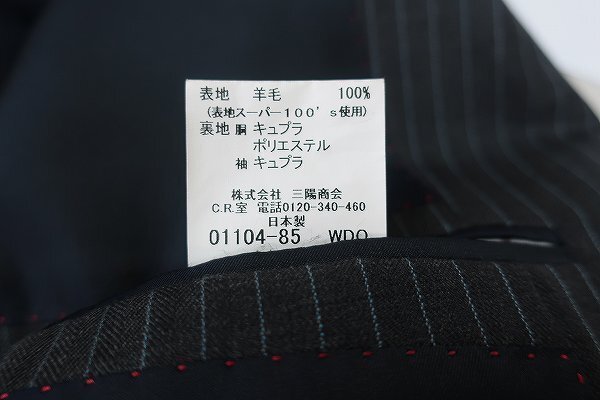 表地 羊毛 100%
(表地スーパー100's使用)
裏地 胴 キュプラ
ポリエステル
袖 キュプラ
株式会社 三陽商会
C.R.室 電話0120-340-460
日本製
01104-85 WDO